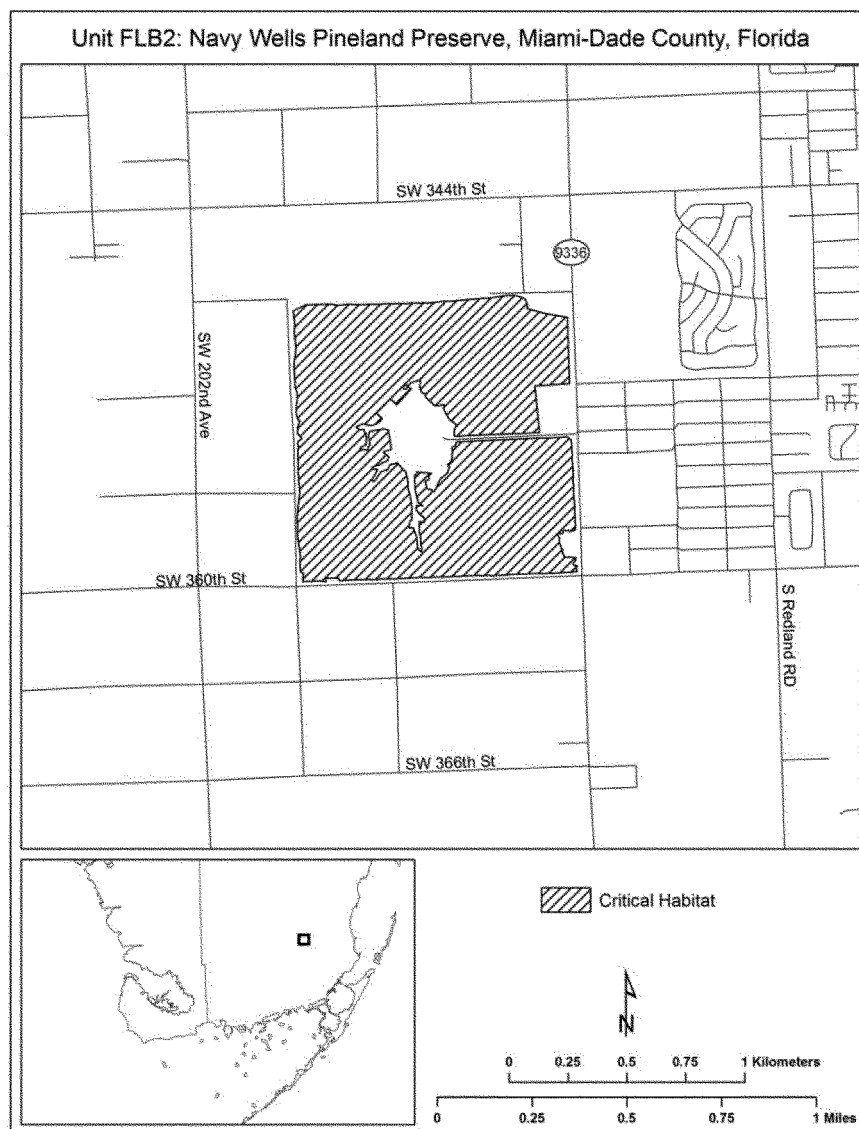 Unit FLB2: Navy Wells Pineland Preserve, Miami-Dade County, Florida
SW 344th St
9336
SW 202nd Ave
SW 360th St
S Redland RD
SW 366th St
Critical Habitat
N
0 0.25 0.5 0.75 1 Kilometers
0 0.25 0.5 0.75 1 Miles